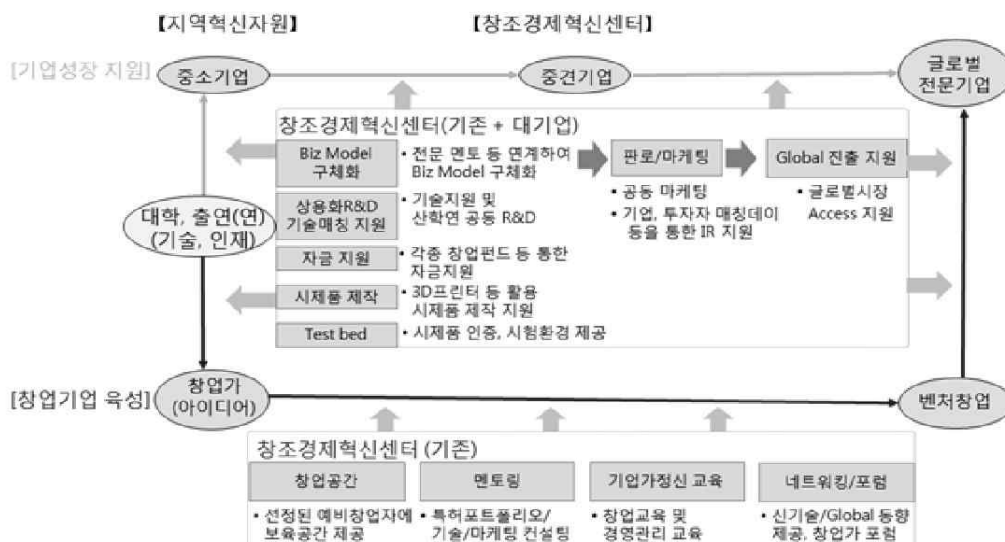 【지역혁신자원】
【창조경제혁신센터】
[기업성장 지원]
중소기업
중견기업
글로벌
전문기업
창조경제혁신센터(기존 + 대기업)
Biz Model
구체화
• 전문 멘토 등 연계하여
Biz Model 구체화
판로/마케팅
• 공동 마케팅
• 기업, 투자자 매칭데이
등을 통한 IR 지원
Global 진출 지원
• 글로벌시장
Access 지원
상용화R&D
기술매칭 지원
• 기술지원 및
산학연 공동 R&D
대학, 출연(연)
(기술, 인재)
자금 지원
• 각종 창업펀드 등 통한
자금지원
시제품 제작
• 3D프린터 등 활용
시제품 제작 지원
Test bed
• 시제품 인증, 시험환경 제공
[창업기업 육성]
창업가
(아이디어)
벤처창업
창조경제혁신센터 (기존)
창업공간
• 선정된 예비창업자에
보육공간 제공
멘토링
• 특허포트폴리오/
기술/마케팅 컨설팅
기업가정신 교육
• 창업교육 및
경영관리 교육
네트워킹/포럼
• 신기술/Global 동향
제공, 창업가 포럼